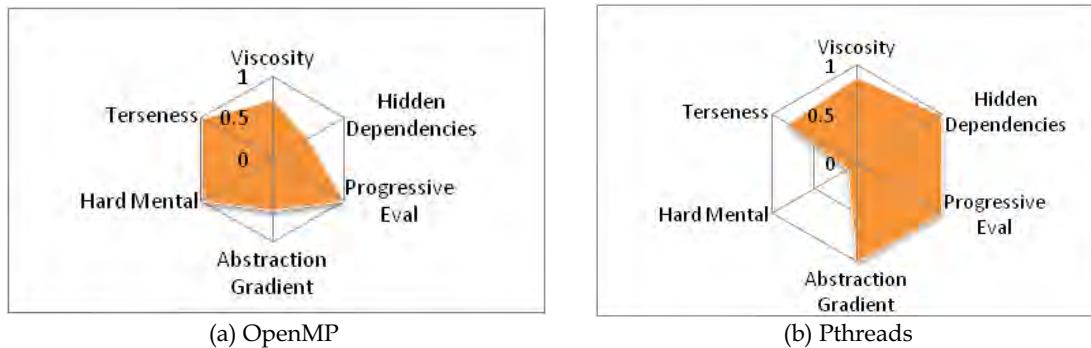 Viscosity
1
Hidden
Dependencies
Terseness
0.5
0
Hard Mental
Progressive
Eval
Abstraction
Gradient
(a) OpenMP
Viscosity
1
Hidden
Dependencies
Terseness
0.5
0
Hard Mental
Progressive
Eval
Abstraction
Gradient
(b) Pthreads